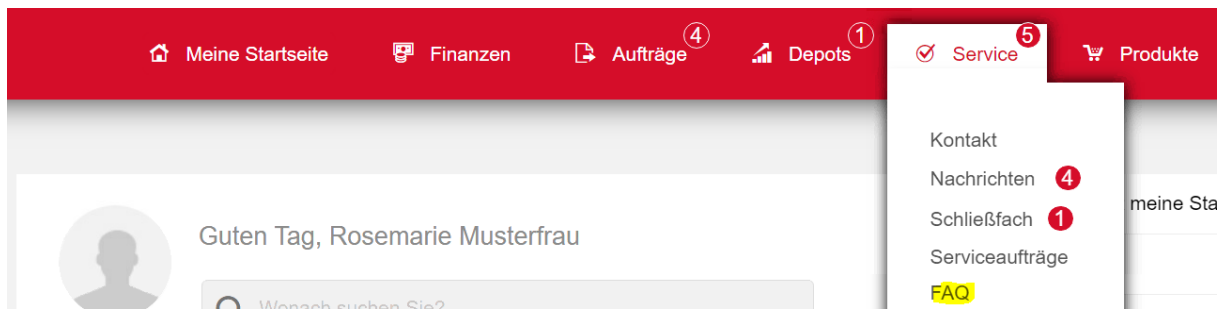 Meine Startseite Finanzen Aufträge 4 Depots 1 Service 5 Produkte
Kontakt
Nachrichten 4
Schließfach 1
meine Sta
Guten Tag, Rosemarie Musterfrau
Serviceaufträge
FAQ
Wonach suchen Sie?